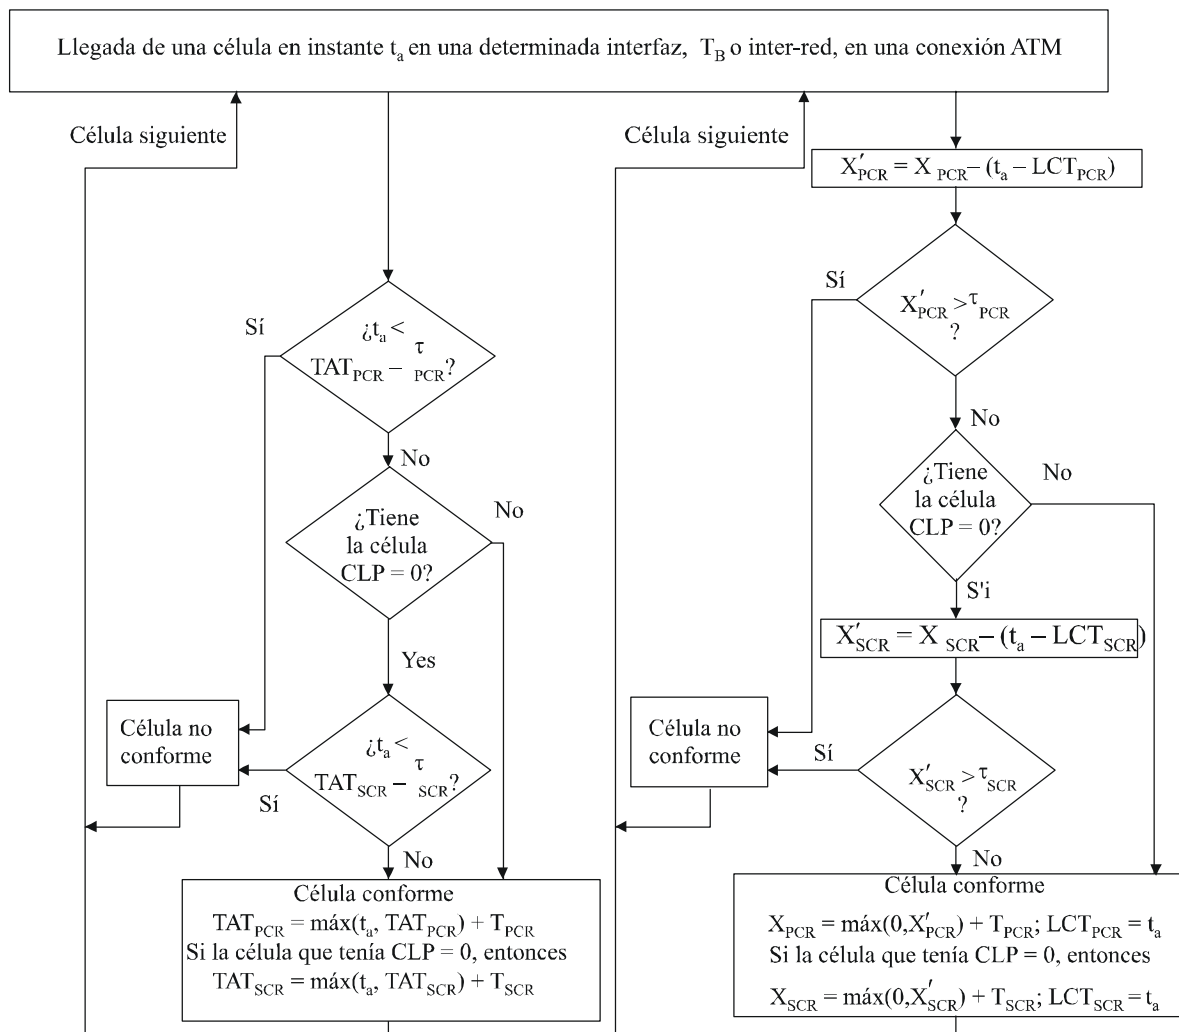 Llegada de una célula en instante tₐ en una determinada interfaz, T_B o inter-red, en una conexión ATM
Célula siguiente
¿tₐ <
τ
TAT_PCR – _PCR?
Sí
No
¿Tiene
la célula
CLP = 0?
No
Yes
Célula no
conforme
¿tₐ <
τ
TAT_SCR – _SCR?
Sí
No
Célula conforme
TAT_PCR = máx(tₐ, TAT_PCR) + T_PCR
Si la célula que tenía CLP = 0, entonces
TAT_SCR = máx(tₐ, TAT_SCR) + T_SCR
Célula siguiente
X′_PCR = X_PCR – (tₐ – LCT_PCR)
Sí
X′_PCR > τ_PCR
?
No
¿Tiene
la célula
CLP = 0?
No
S'i
X′_SCR = X_SCR – (tₐ – LCT_SCR)
Célula no
conforme
Sí
X′_SCR > τ_SCR
?
No
Célula conforme
X_PCR = máx(0,X′_PCR) + T_PCR; LCT_PCR = tₐ
Si la célula que tenía CLP = 0, entonces
X_SCR = máx(0,X′_SCR) + T_SCR; LCT_SCR = tₐ